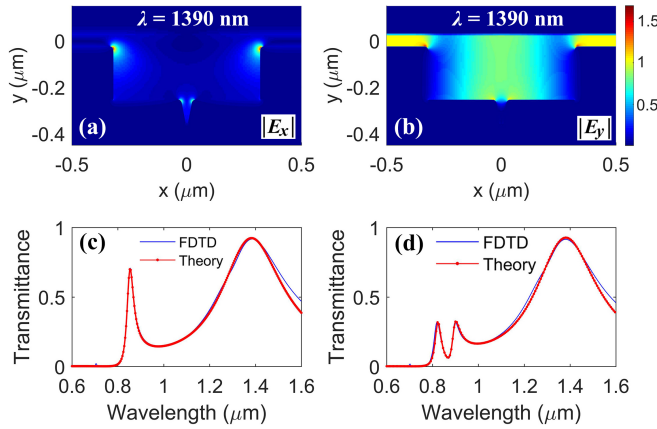 λ = 1390 nm
y (μm)
0
-0.2
-0.4
(a)
|Ex|
-0.5
0
0.5
x (μm)
λ = 1390 nm
y (μm)
0
-0.2
-0.4
(b)
|Ey|
-0.5
0
0.5
x (μm)
1.5
1
0.5
(c)
FDTD
Theory
Transmittance
1
0.5
0
0.6
0.8
1
1.2
1.4
1.6
Wavelength (μm)
(d)
FDTD
Theory
Transmittance
1
0.5
0
0.6
0.8
1
1.2
1.4
1.6
Wavelength (μm)